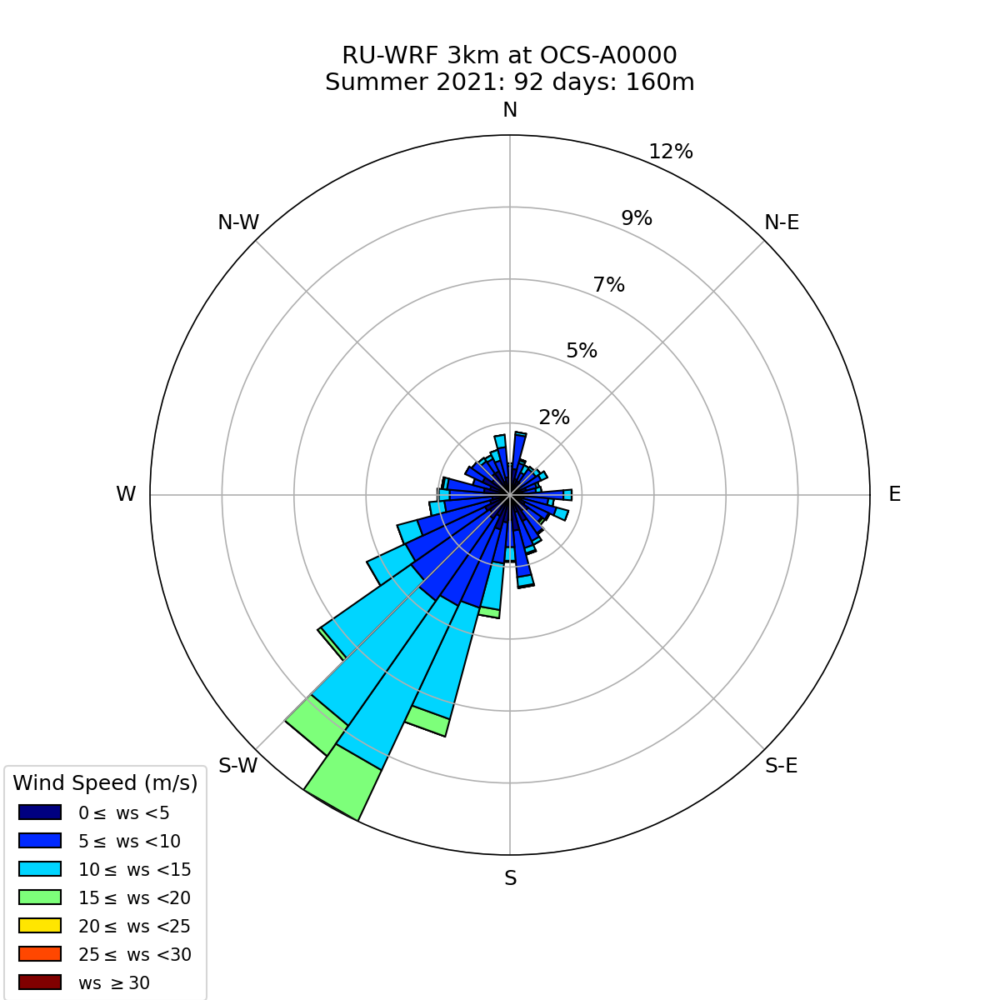 RU-WRF 3km at OCS-A0000
Summer 2021: 92 days: 160m
N
12%
N-W
9%
N-E
7%
5%
2%
W
E
S-W
S-E
S
Wind Speed (m/s)
0≤ ws <5
5≤ ws <10
10≤ ws <15
15≤ ws <20
20≤ ws <25
25≤ ws <30
ws ≥30